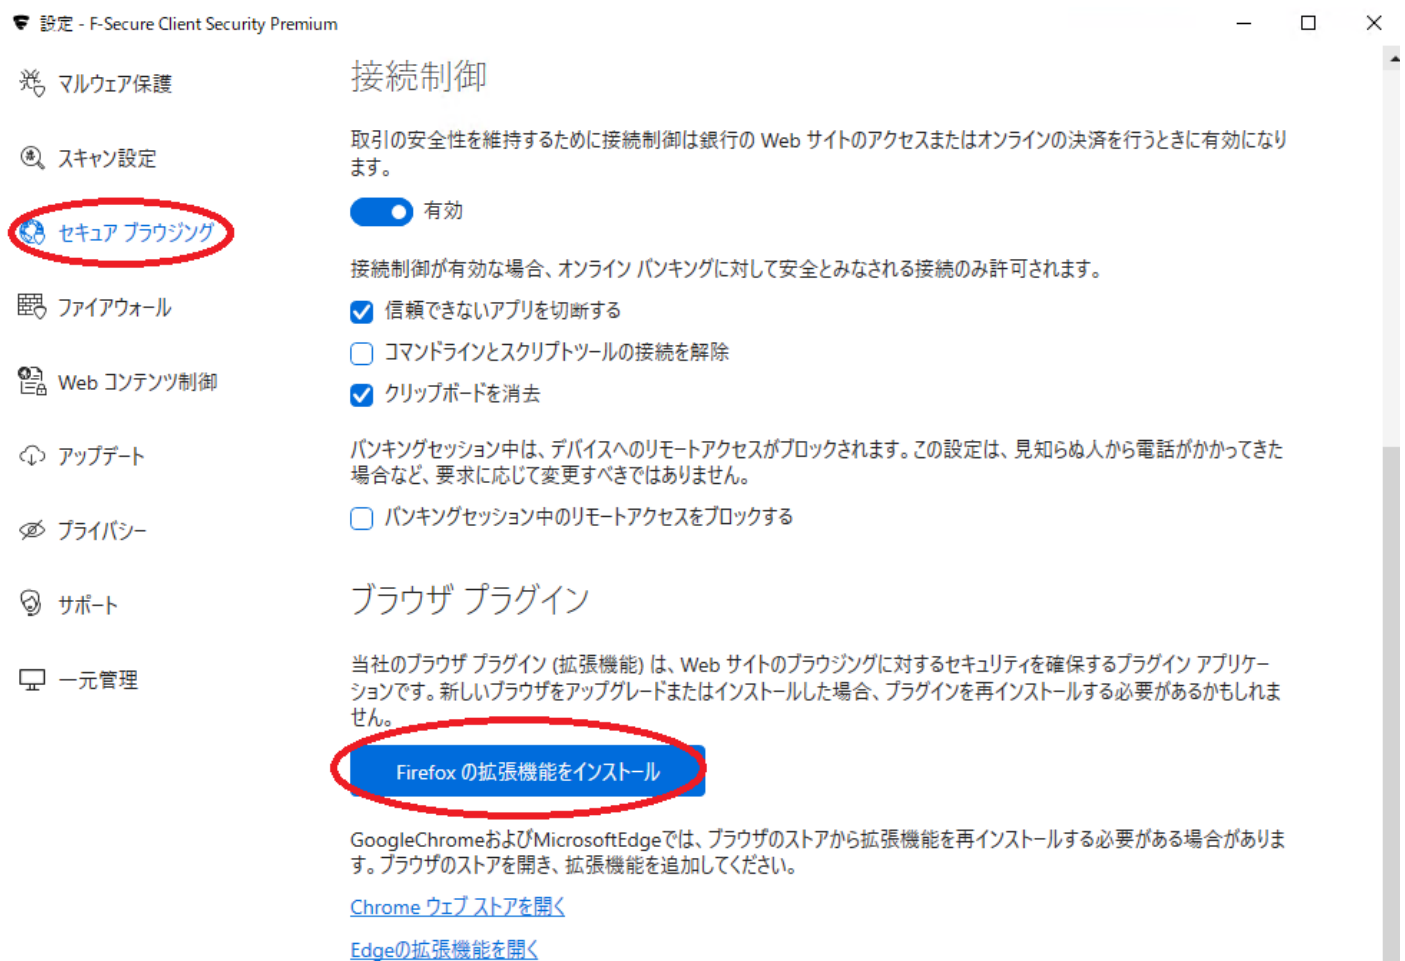 設定 - F-Secure Client Security Premium
マルウェア保護
スキャン設定
セキュア ブラウジング
ファイアウォール
Web コンテンツ制御
アップデート
プライバシー
サポート
一元管理
接続制御
取引の安全性を維持するために接続制御は銀行の Web サイトのアクセスまたはオンラインの決済を行うときに有効になり
ます。
有効
接続制御が有効な場合、オンライン バンキングに対して安全とみなされる接続のみ許可されます。
信頼できないアプリを切断する
コマンドラインとスクリプトツールの接続を解除
クリップボードを消去
バンキングセッション中は、デバイスへのリモートアクセスがブロックされます。この設定は、見知らぬ人から電話がかかってきた
場合など、要求に応じて変更すべきではありません。
バンキングセッション中のリモートアクセスをブロックする
ブラウザ プラグイン
当社のブラウザ プラグイン (拡張機能) は、Web サイトのブラウジングに対するセキュリティを確保するプラグイン アプリケー
ションです。新しいブラウザをアップグレードまたはインストールした場合、プラグインを再インストールする必要があるかもしれま
せん。
Firefox の拡張機能をインストール
GoogleChromeおよびMicrosoftEdgeでは、ブラウザのストアから拡張機能を再インストールする必要がある場合がありま
す。ブラウザのストアを開き、拡張機能を追加してください。
Chrome ウェブ ストアを開く
Edgeの拡張機能を開く